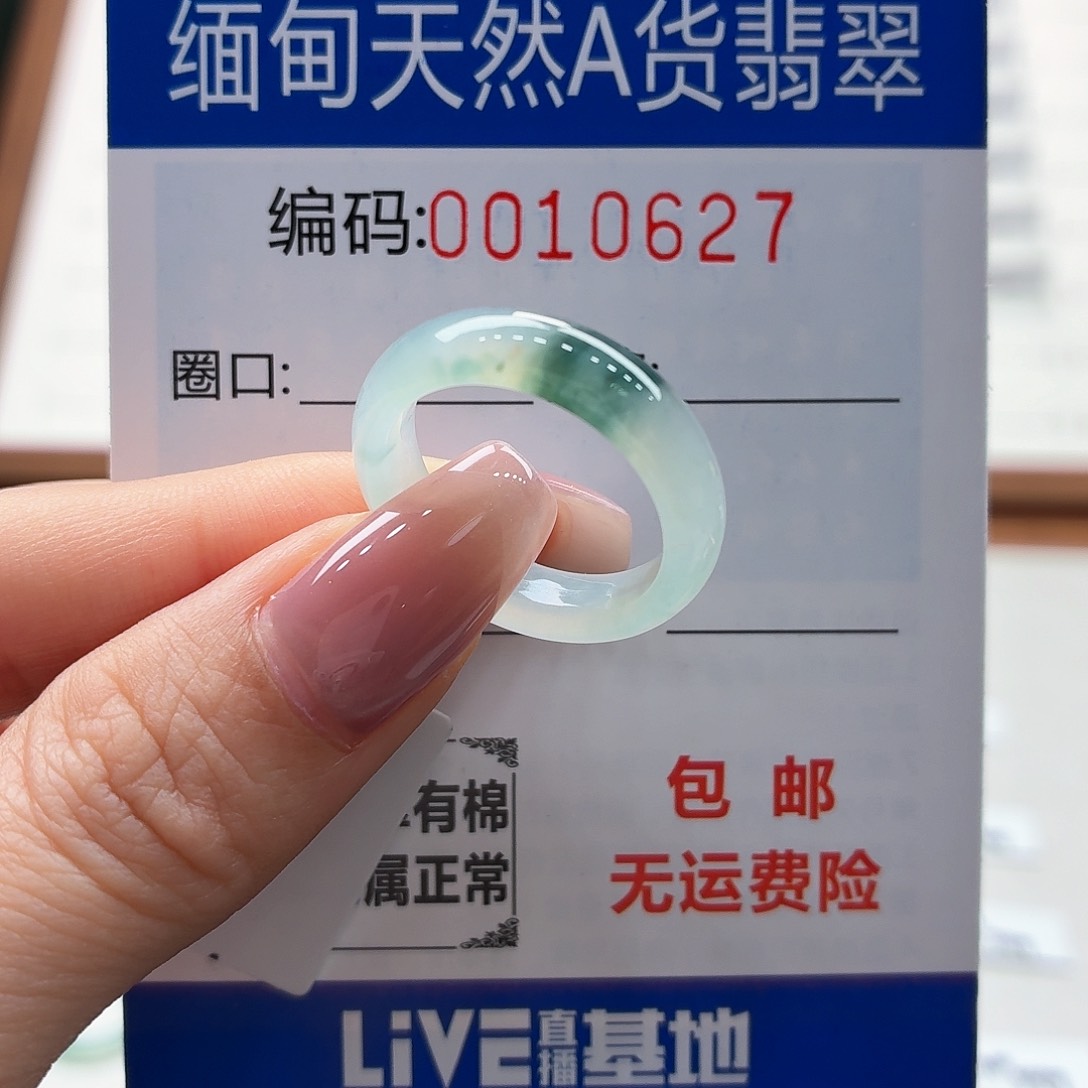 缅甸天然A货翡翠
编码:0010627
圈口:
有棉
属正常
包邮
无运费险
LiVE直播基地